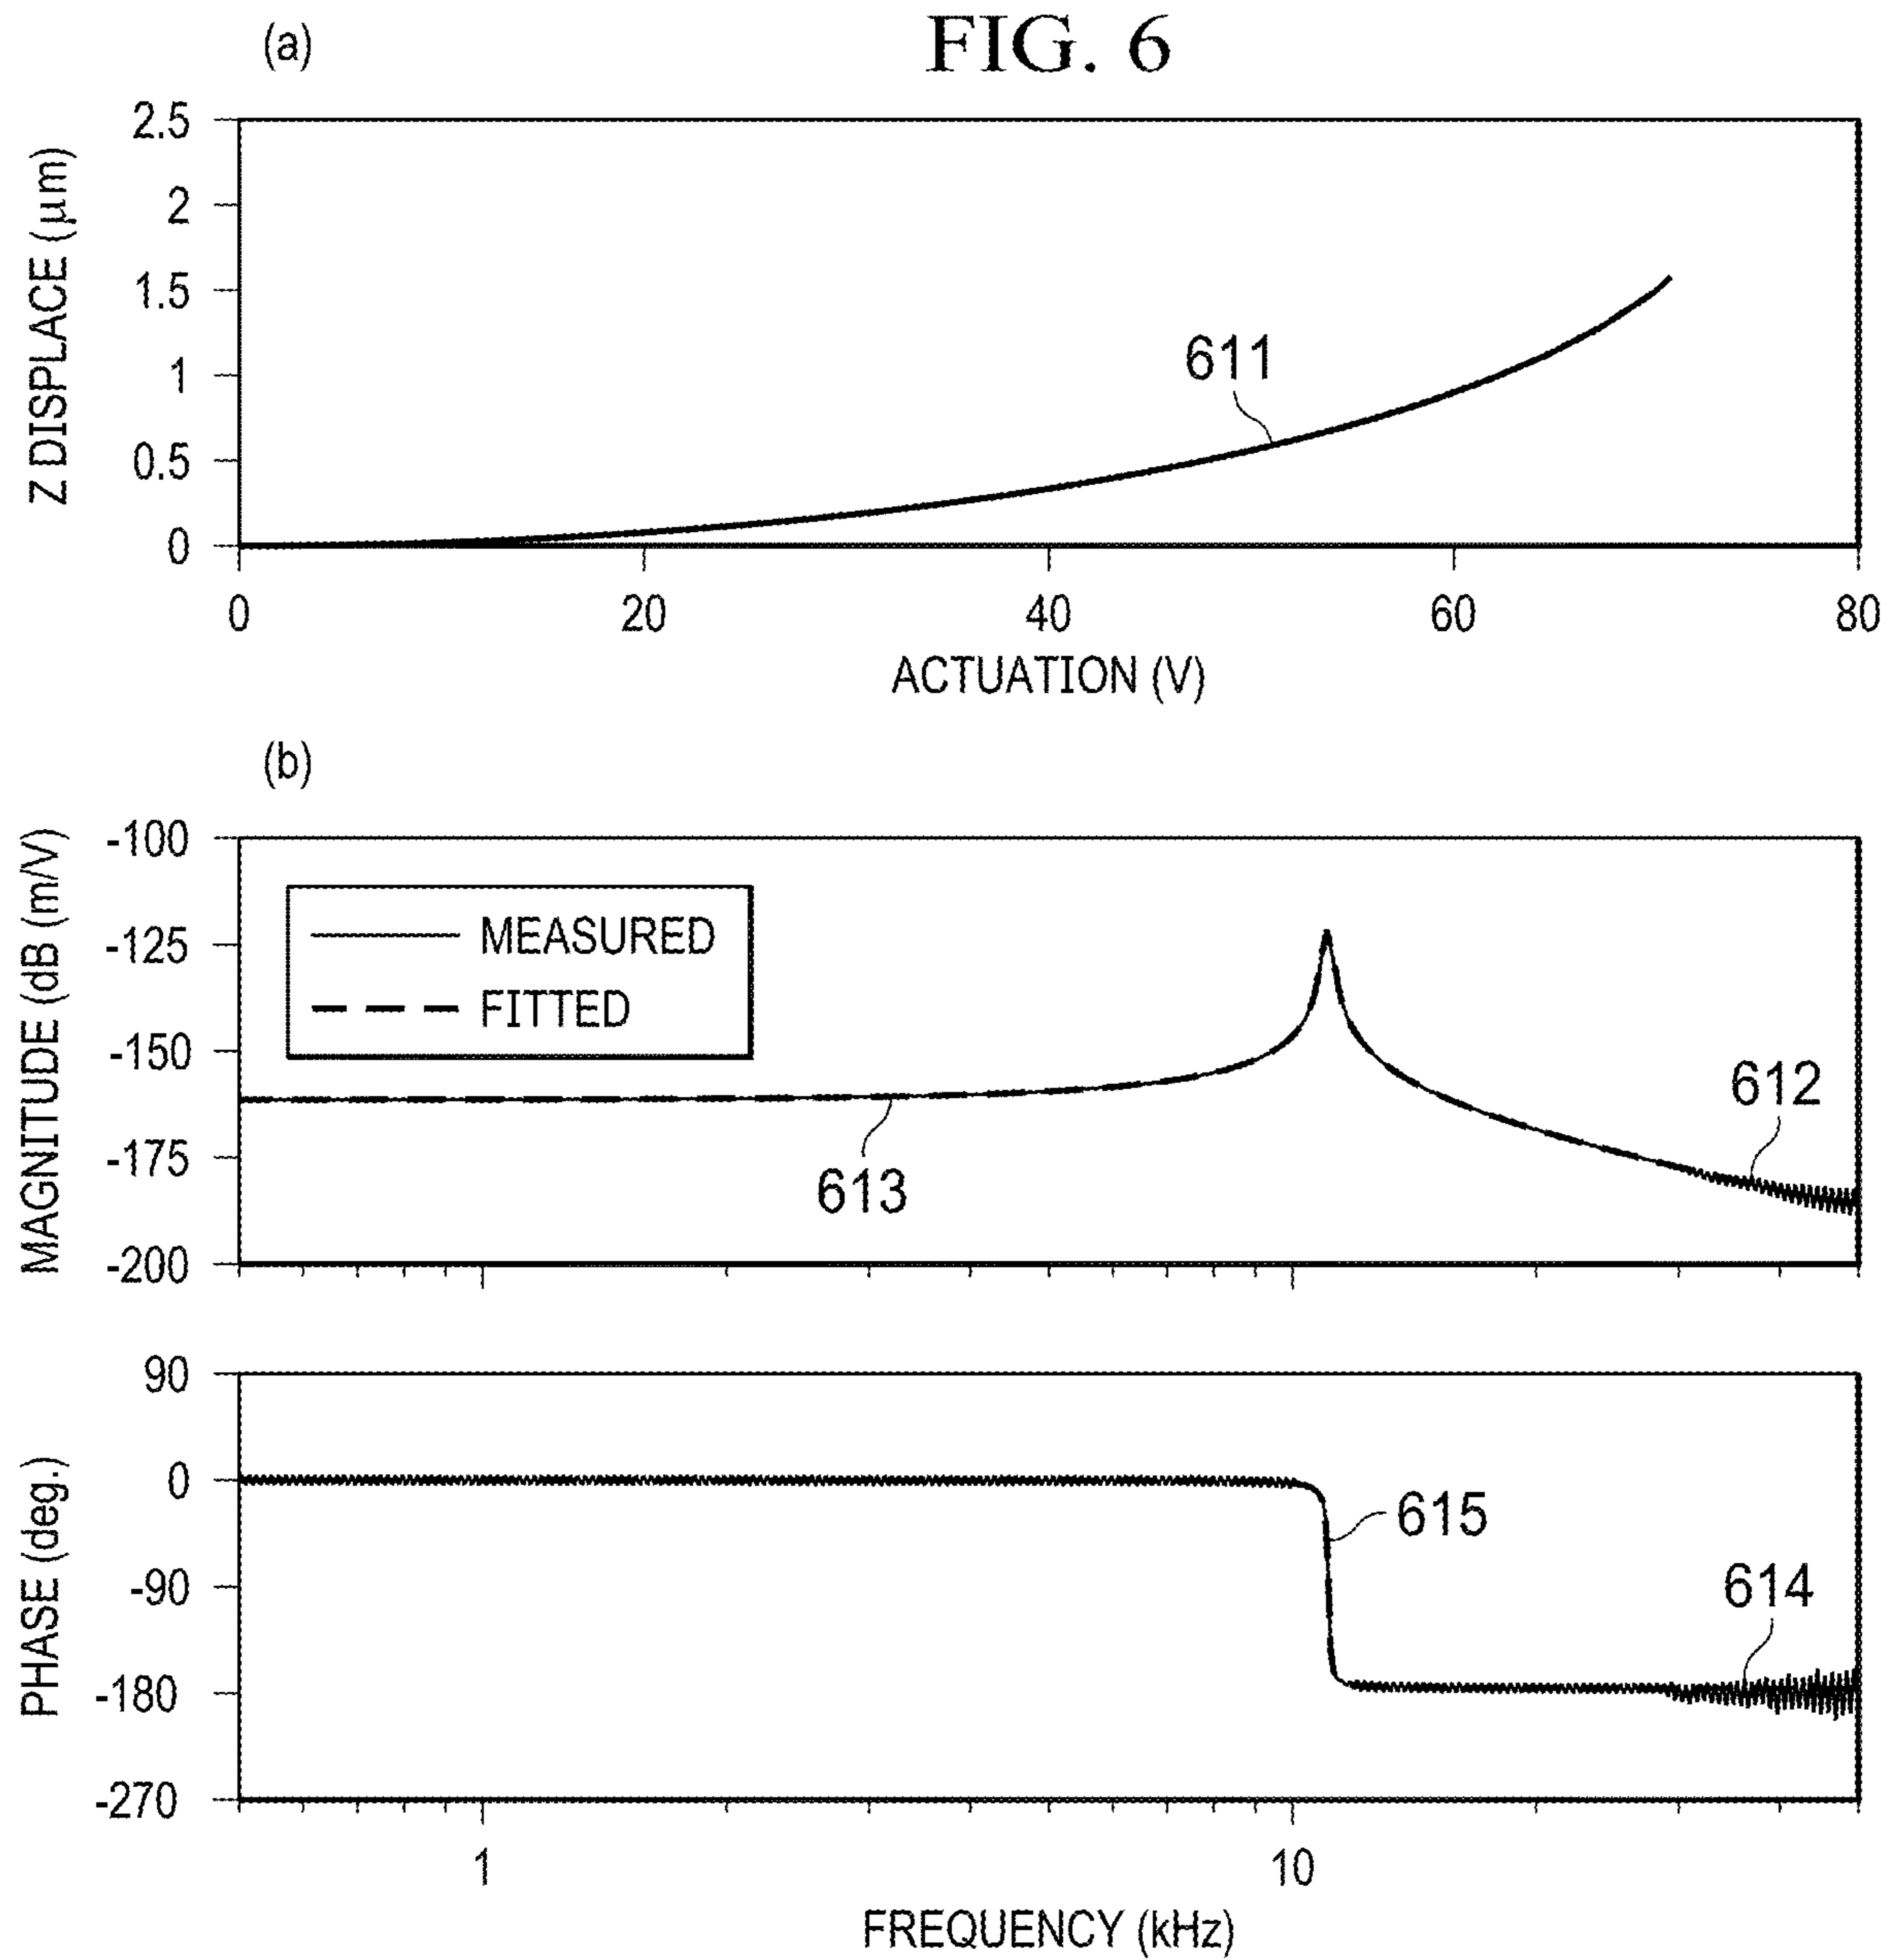 (a)
FIG. 6
Z DISPLACE (μm)
2.5
2
1.5
1
0.5
0
611
0 20 40 60 80
ACTUATION (V)
(b)
MAGNITUDE (dB (m/V)
-100
-125
-150
-175
-200
MEASURED
FITTED
613
612
PHASE (deg.)
90
0
-90
-180
-270
615
614
1 10
FREQUENCY (kHz)